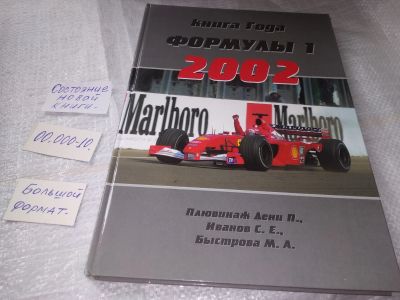 Книга Года
ФОРМУЛЫ 1
2002
Marlboro
Marlboro
Плювинаж Дени П.,
Иванов С. Е.,
Быстрова М. А.
Состояние
новой
книги.
00.000-10.
Большой
формат.